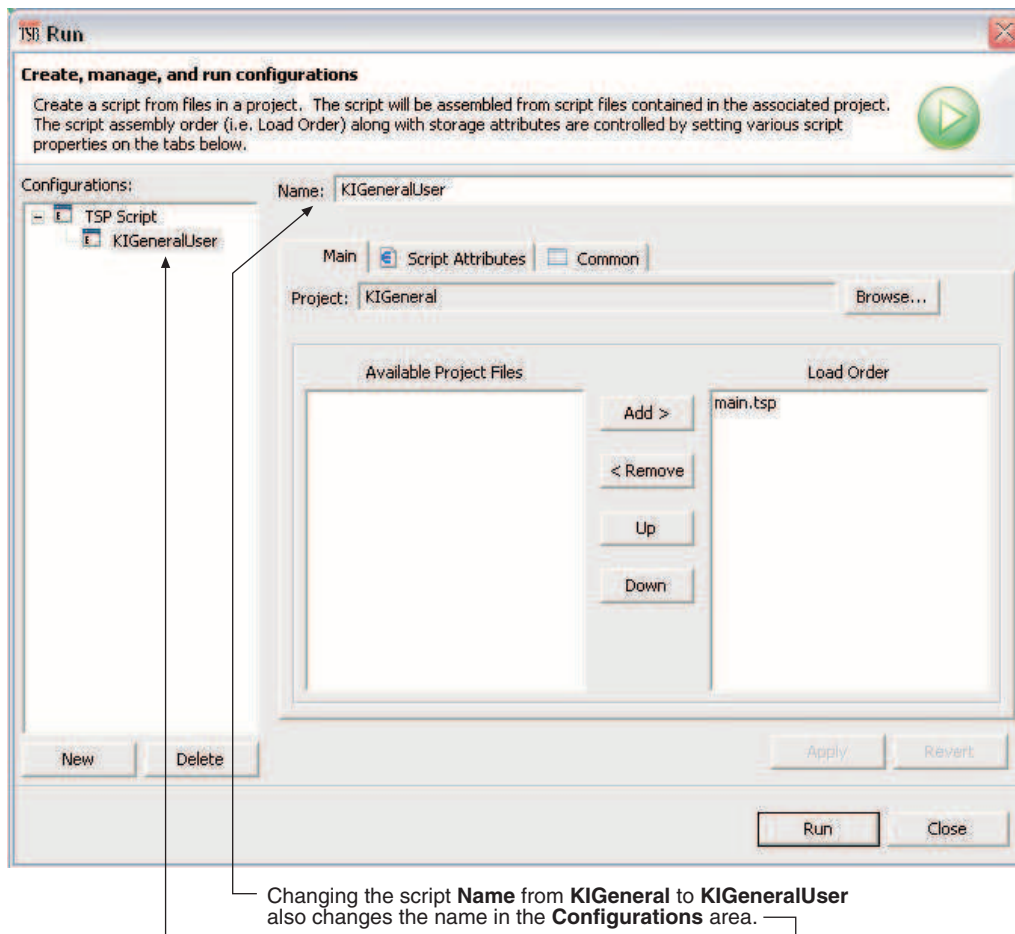 TSB Run
Create, manage, and run configurations
Create a script from files in a project. The script will be assembled from script files contained in the associated project.
The script assembly order (i.e. Load Order) along with storage attributes are controlled by setting various script
properties on the tabs below.
Configurations:
TSP Script
KIGeneralUser
New
Delete
Name: KIGeneralUser
Main
Script Attributes
Common
Project: KIGeneral
Browse...
Available Project Files
Add >
< Remove
Up
Down
Load Order
main.tsp
Apply
Revert
Run
Close
Changing the script Name from KIGeneral to KIGeneralUser
also changes the name in the Configurations area.